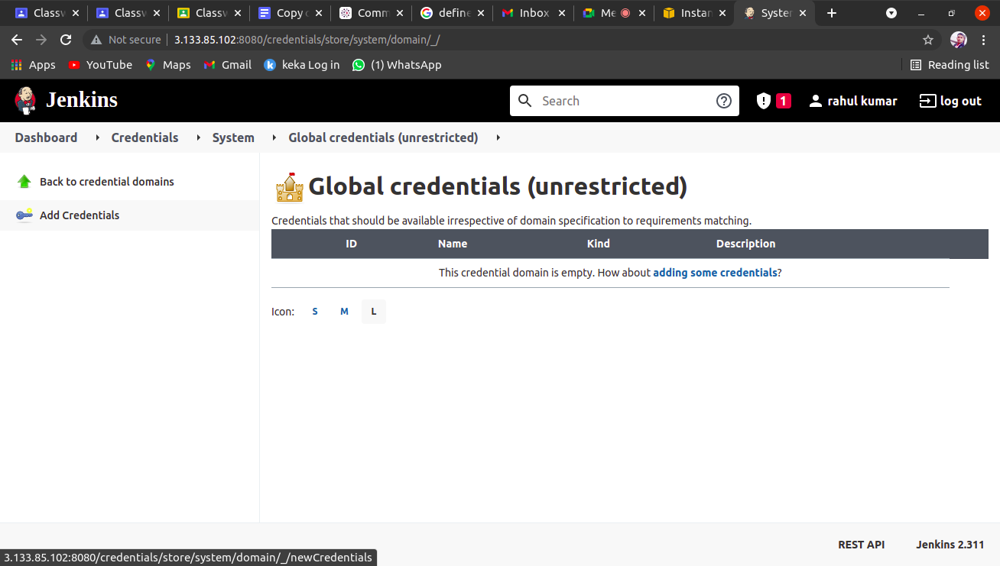 Classw Classw Classw Copy Comm define Inbox Me Instan System
Not secure 3.133.85.102:8080/credentials/store/system/domain/_/
Apps YouTube Maps Gmail keka Log in (1) WhatsApp Reading list
Jenkins Search 1 rahul kumar log out
Dashboard Credentials System Global credentials (unrestricted)
Back to credential domains
Add Credentials
Global credentials (unrestricted)
Credentials that should be available irrespective of domain specification to requirements matching.
ID Name Kind Description
This credential domain is empty. How about adding some credentials?
Icon: S M L
REST API Jenkins 2.311
3.133.85.102:8080/credentials/store/system/domain/_/newCredentials